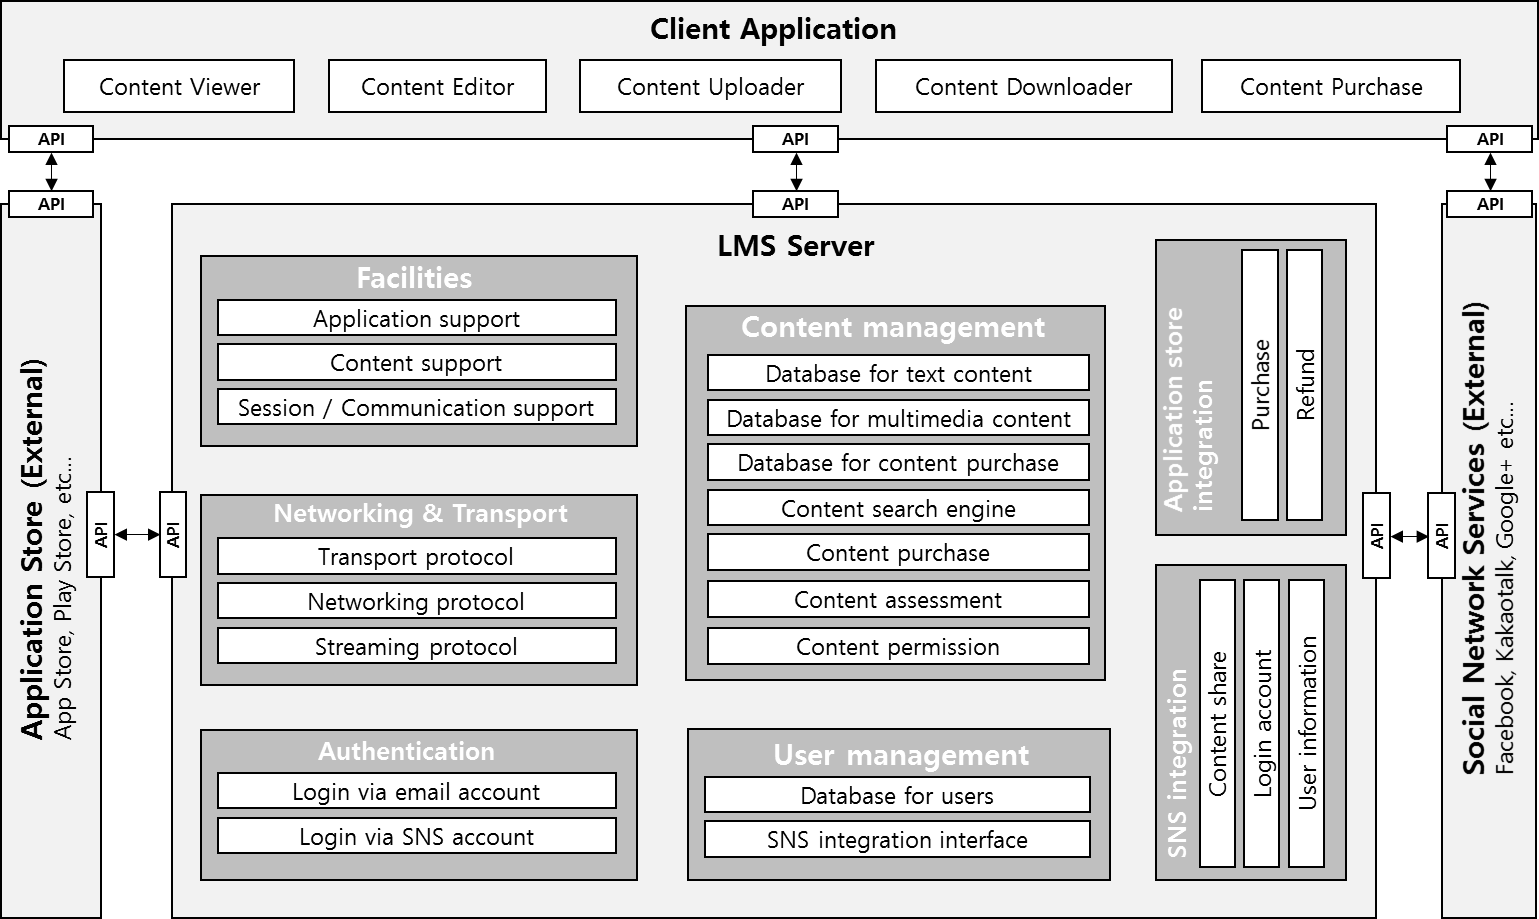 Client Application
Content Viewer
Content Editor
Content Uploader
Content Downloader
Content Purchase
API
API
API
API
API
API
Application Store (External)
App Store, Play Store, etc...
API
API
LMS Server
Facilities
Application support
Content support
Session / Communication support
Networking & Transport
Transport protocol
Networking protocol
Streaming protocol
Authentication
Login via email account
Login via SNS account
Content management
Database for text content
Database for multimedia content
Database for content purchase
Content search engine
Content purchase
Content assessment
Content permission
User management
Database for users
SNS integration interface
Application store
integration
Purchase
Refund
SNS integration
Content share
Login account
User information
API
API
Social Network Services (External)
Facebook, Kakaotalk, Google+ etc...